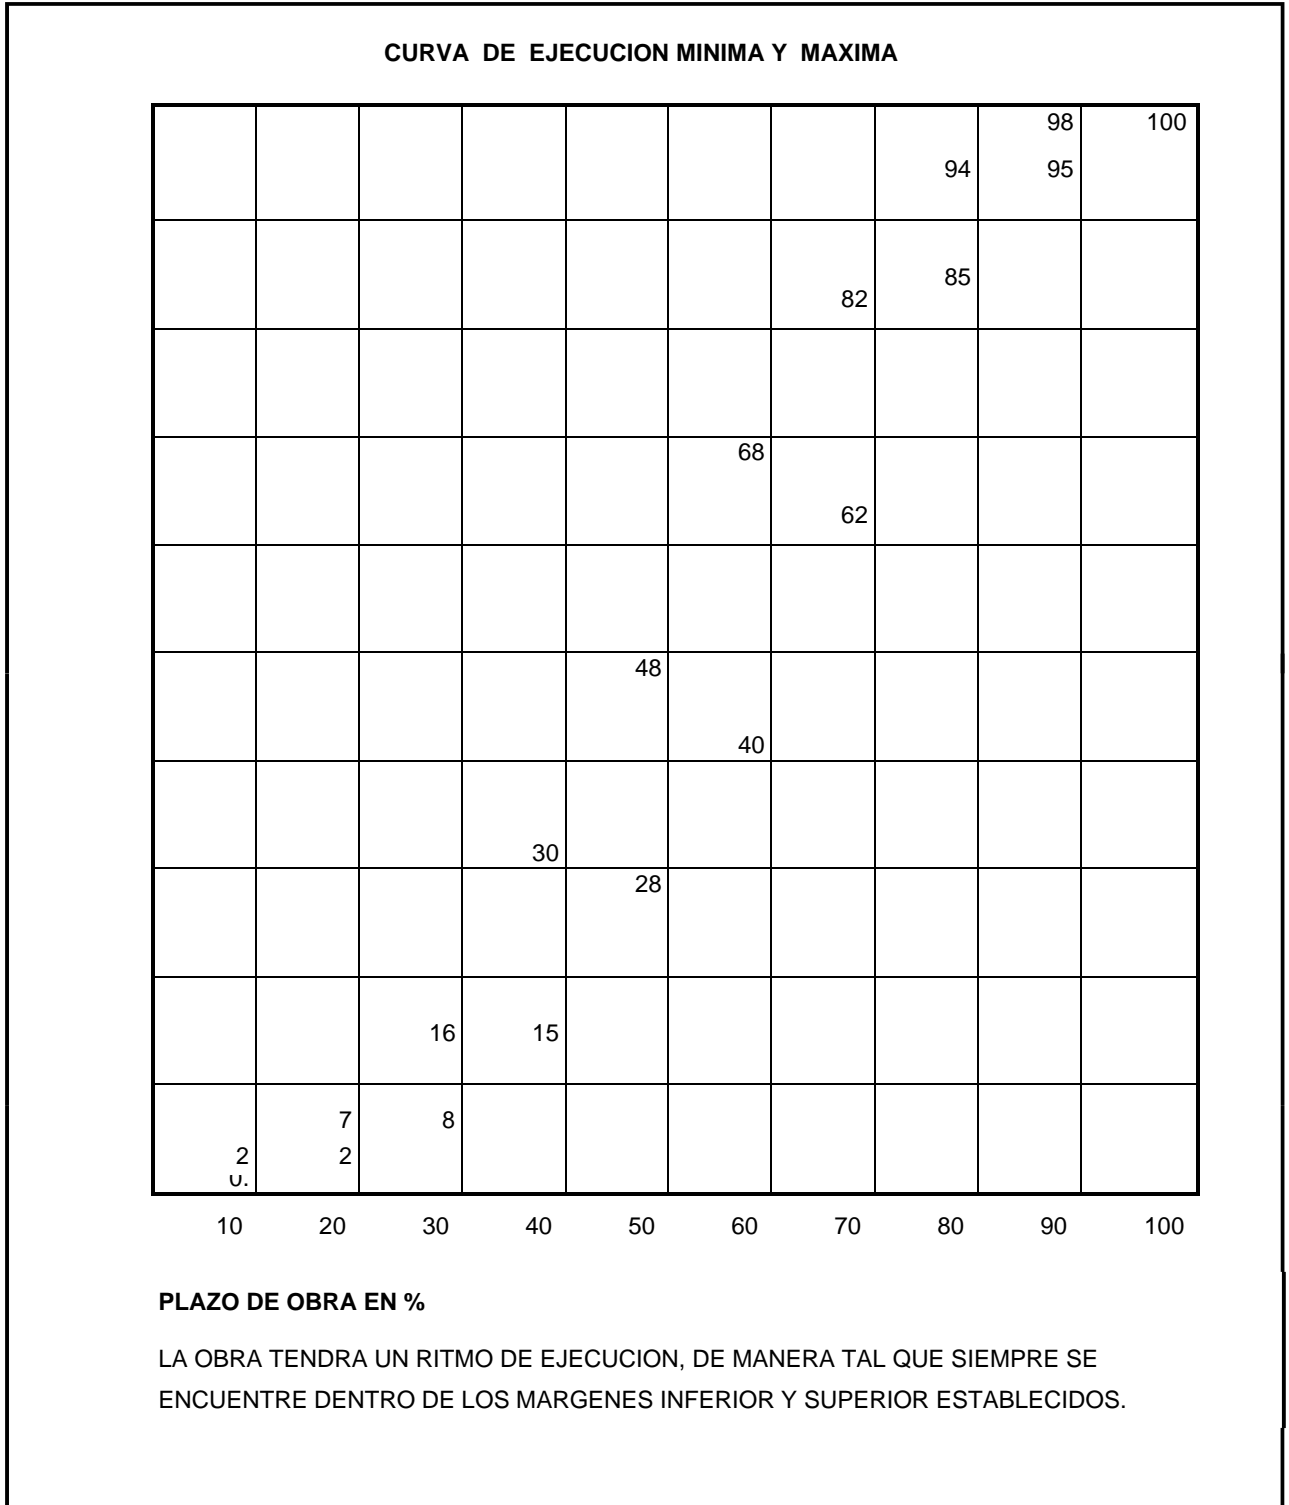 CURVA DE EJECUCION MINIMA Y MAXIMA
98 100
94 95
85
82
68
62
48
40
30
28
16 15
7 8
2 2
10 20 30 40 50 60 70 80 90 100
PLAZO DE OBRA EN %
LA OBRA TENDRA UN RITMO DE EJECUCION, DE MANERA TAL QUE SIEMPRE SE
ENCUENTRE DENTRO DE LOS MARGENES INFERIOR Y SUPERIOR ESTABLECIDOS.